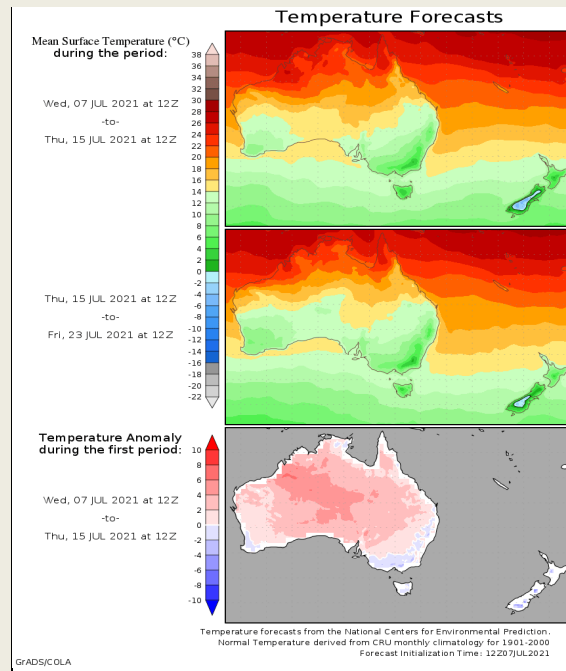 Temperature Forecasts
Mean Surface Temperature (°C)
during the period:
Wed, 07 JUL 2021 at 12Z
-to-
Thu, 15 JUL 2021 at 12Z
38
36
34
32
30
28
26
24
22
20
18
16
14
12
10
8
6
4
2
0
-2
-4
-6
-8
-10
-12
-14
-16
-18
-20
-22
Thu, 15 JUL 2021 at 12Z
-to-
Fri, 23 JUL 2021 at 12Z
Temperature Anomaly
during the first period:
Wed, 07 JUL 2021 at 12Z
-to-
Thu, 15 JUL 2021 at 12Z
10
8
6
4
2
0
-2
-4
-6
-8
-10
Temperature forecasts from the National Centers for Environmental Prediction.
Normal Temperature derived from CRU monthly climatology for 1901-2000
Forecast Initialization Time: 12Z07JUL2021
GrADS/COLA